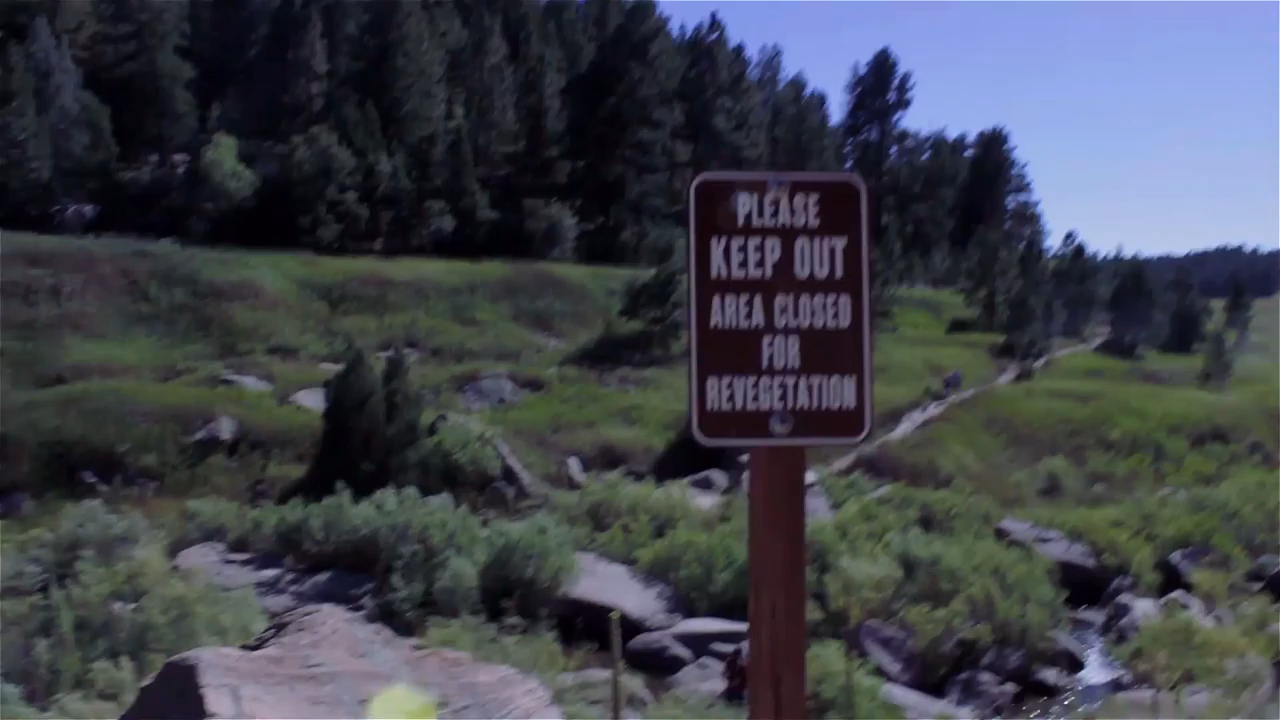 PLEASE
KEEP OUT
AREA CLOSED
FOR
REVEGETATION